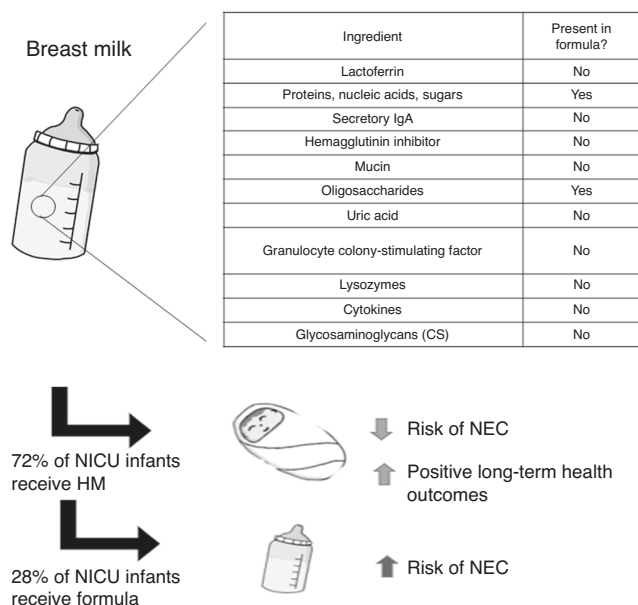 Breast milk
Ingredient
Present in
formula?
Lactoferrin
No
Proteins, nucleic acids, sugars
Yes
Secretory IgA
No
Hemagglutinin inhibitor
No
Mucin
No
Oligosaccharides
Yes
Uric acid
No
Granulocyte colony-stimulating factor
No
Lysozymes
No
Cytokines
No
Glycosaminoglycans (CS)
No
72% of NICU infants
receive HM
Risk of NEC
Positive long-term health
outcomes
28% of NICU infants
receive formula
Risk of NEC